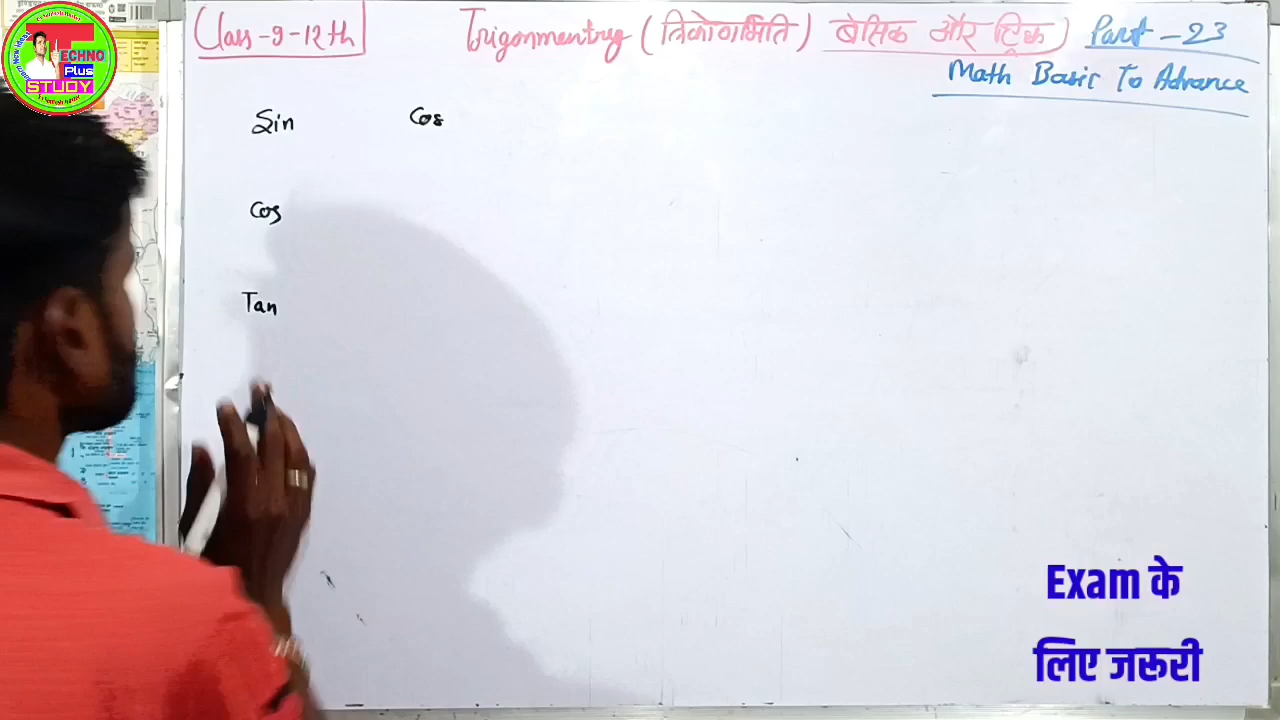 Class-9-12th Trigonmentry (त्रिकोणमिति) बेसिक और ट्रिक) Part-23
Math Basic To Advance
Sin Cos
Cos
Tan
TECHNO
Plus
STUDY
Exam के
लिए जरूरी